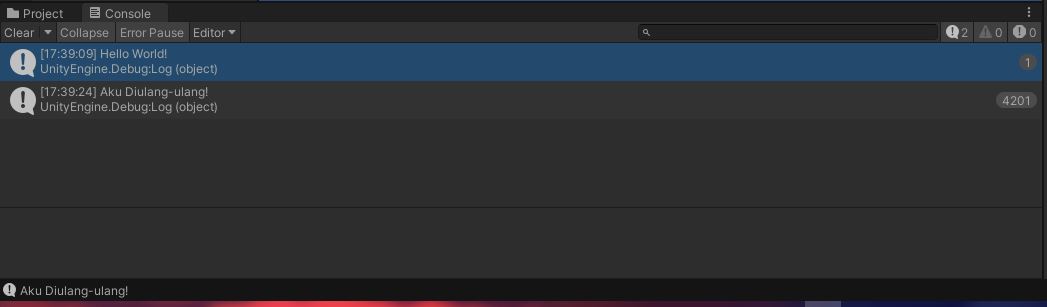 Project
Console
Clear
Collapse
Error Pause
Editor
2
0
0
[17:39:09] Hello World!
UnityEngine.Debug:Log (object)
1
[17:39:24] Aku Diulang-ulang!
UnityEngine.Debug:Log (object)
4201
Aku Diulang-ulang!